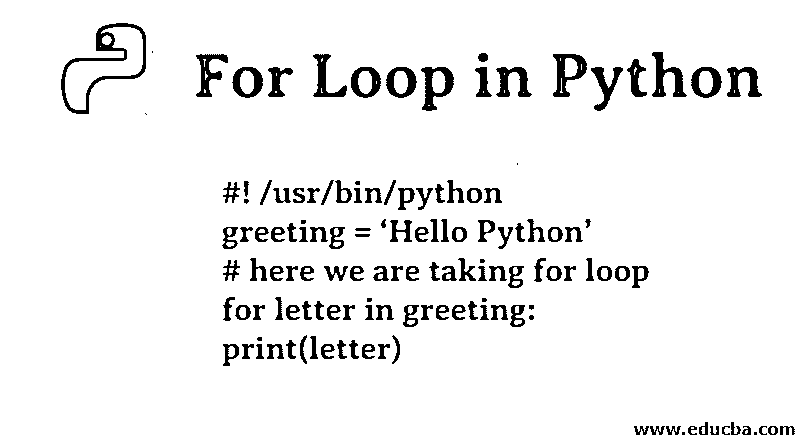 For Loop in Python
#! /usr/bin/python
greeting = ‘Hello Python’
# here we are taking for loop
for letter in greeting:
print(letter)
www.educba.com